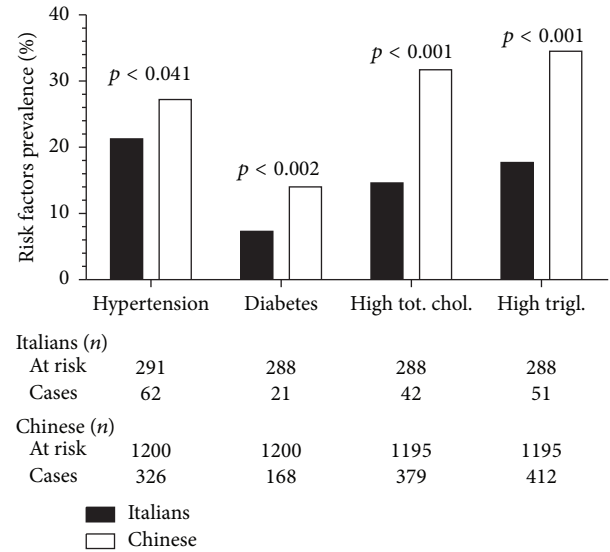 Risk factors prevalence (%)
40
30
20
10
0
p < 0.041
p < 0.002
p < 0.001
p < 0.001
Hypertension Diabetes High tot. chol. High trigl.
Italians (n)
At risk 291 288 288 288
Cases 62 21 42 51
Chinese (n)
At risk 1200 1200 1195 1195
Cases 326 168 379 412
Italians
Chinese